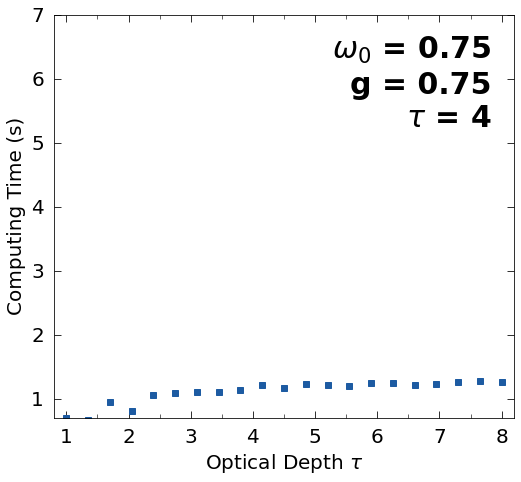 7
ω₀ = 0.75
6
g = 0.75
τ = 4
5
4
3
2
1
Computing Time (s)
1 2 3 4 5 6 7 8
Optical Depth τ